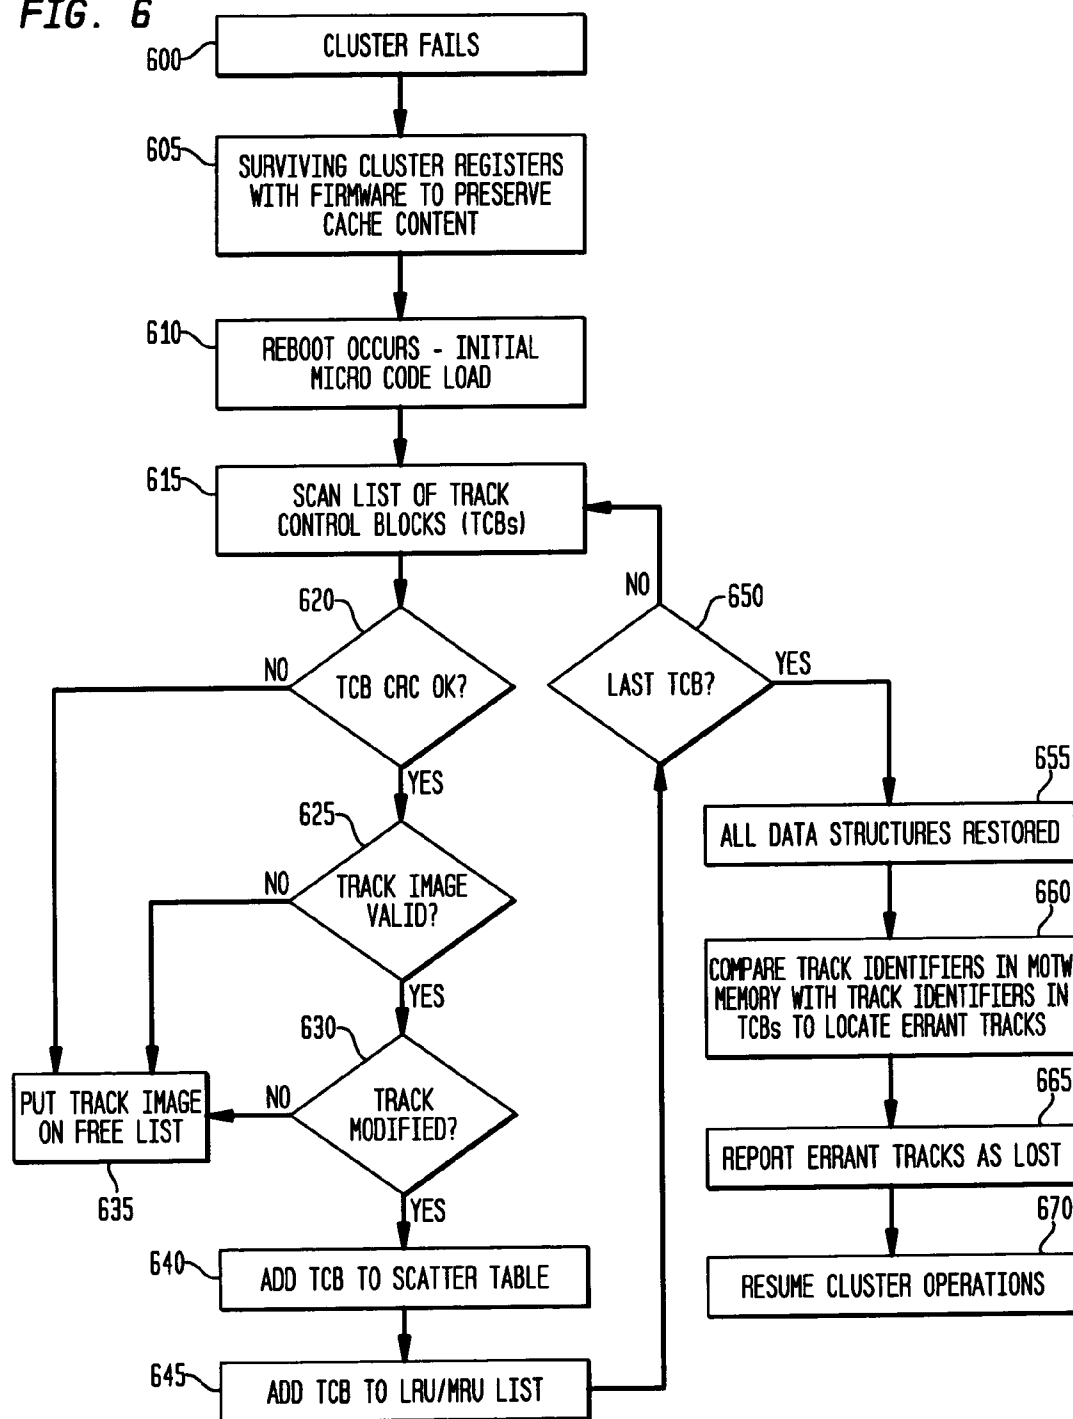 FIG. 6
600
CLUSTER FAILS
605
SURVIVING CLUSTER REGISTERS
WITH FIRMWARE TO PRESERVE
CACHE CONTENT
610
REBOOT OCCURS - INITIAL
MICRO CODE LOAD
615
SCAN LIST OF TRACK
CONTROL BLOCKS (TCBs)
620
NO
TCB CRC OK?
YES
625
NO
TRACK IMAGE
VALID?
YES
630
NO
TRACK
MODIFIED?
YES
PUT TRACK IMAGE
ON FREE LIST
635
640
ADD TCB TO SCATTER TABLE
645
ADD TCB TO LRU/MRU LIST
NO
650
LAST TCB?
YES
655
ALL DATA STRUCTURES RESTORED
660
COMPARE TRACK IDENTIFIERS IN MOTW
MEMORY WITH TRACK IDENTIFIERS IN
TCBs TO LOCATE ERRANT TRACKS
665
REPORT ERRANT TRACKS AS LOST
670
RESUME CLUSTER OPERATIONS